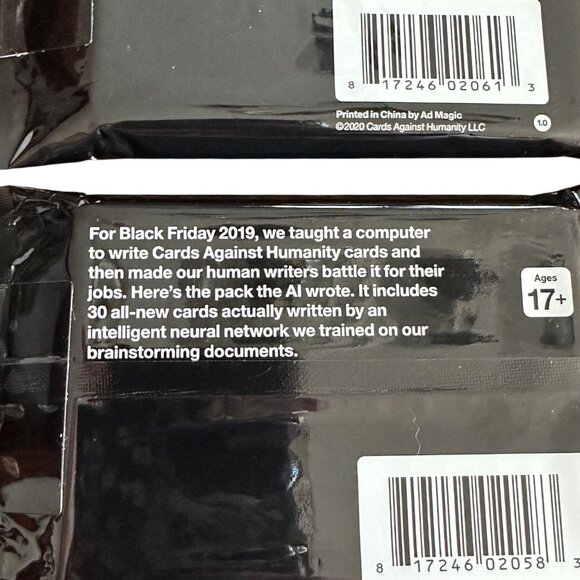 8 17246 02061 3
Printed in China by Ad Magic
©2020 Cards Against Humanity LLC
1.0
For Black Friday 2019, we taught a computer
to write Cards Against Humanity cards and
then made our human writers battle it for their
jobs. Here's the pack the AI wrote. It includes
30 all-new cards actually written by an
intelligent neural network we trained on our
brainstorming documents.
Ages
17+
8 17246 02058 3